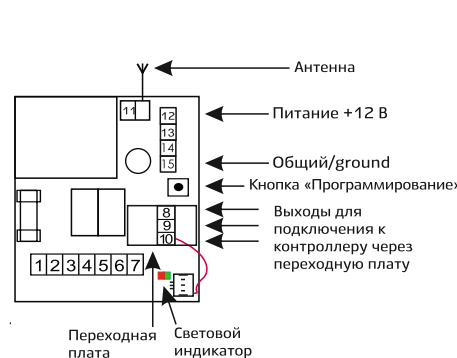 Антенна
11
12
Питание +12 В
13
14
15
Общий/ground
Кнопка «Программирование»
8
9
10
Выходы для
подключения к
контроллеру через
переходную плату
1 2 3 4 5 6 7
Переходная
плата
Световой
индикатор